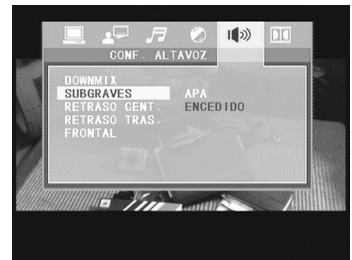 CONF. ALTAVOZ
DOWNMIX
SUBGRAVES APA
RETRASO CENT. ENCEDIDO
RETRASO TRAS.
FRONTAL